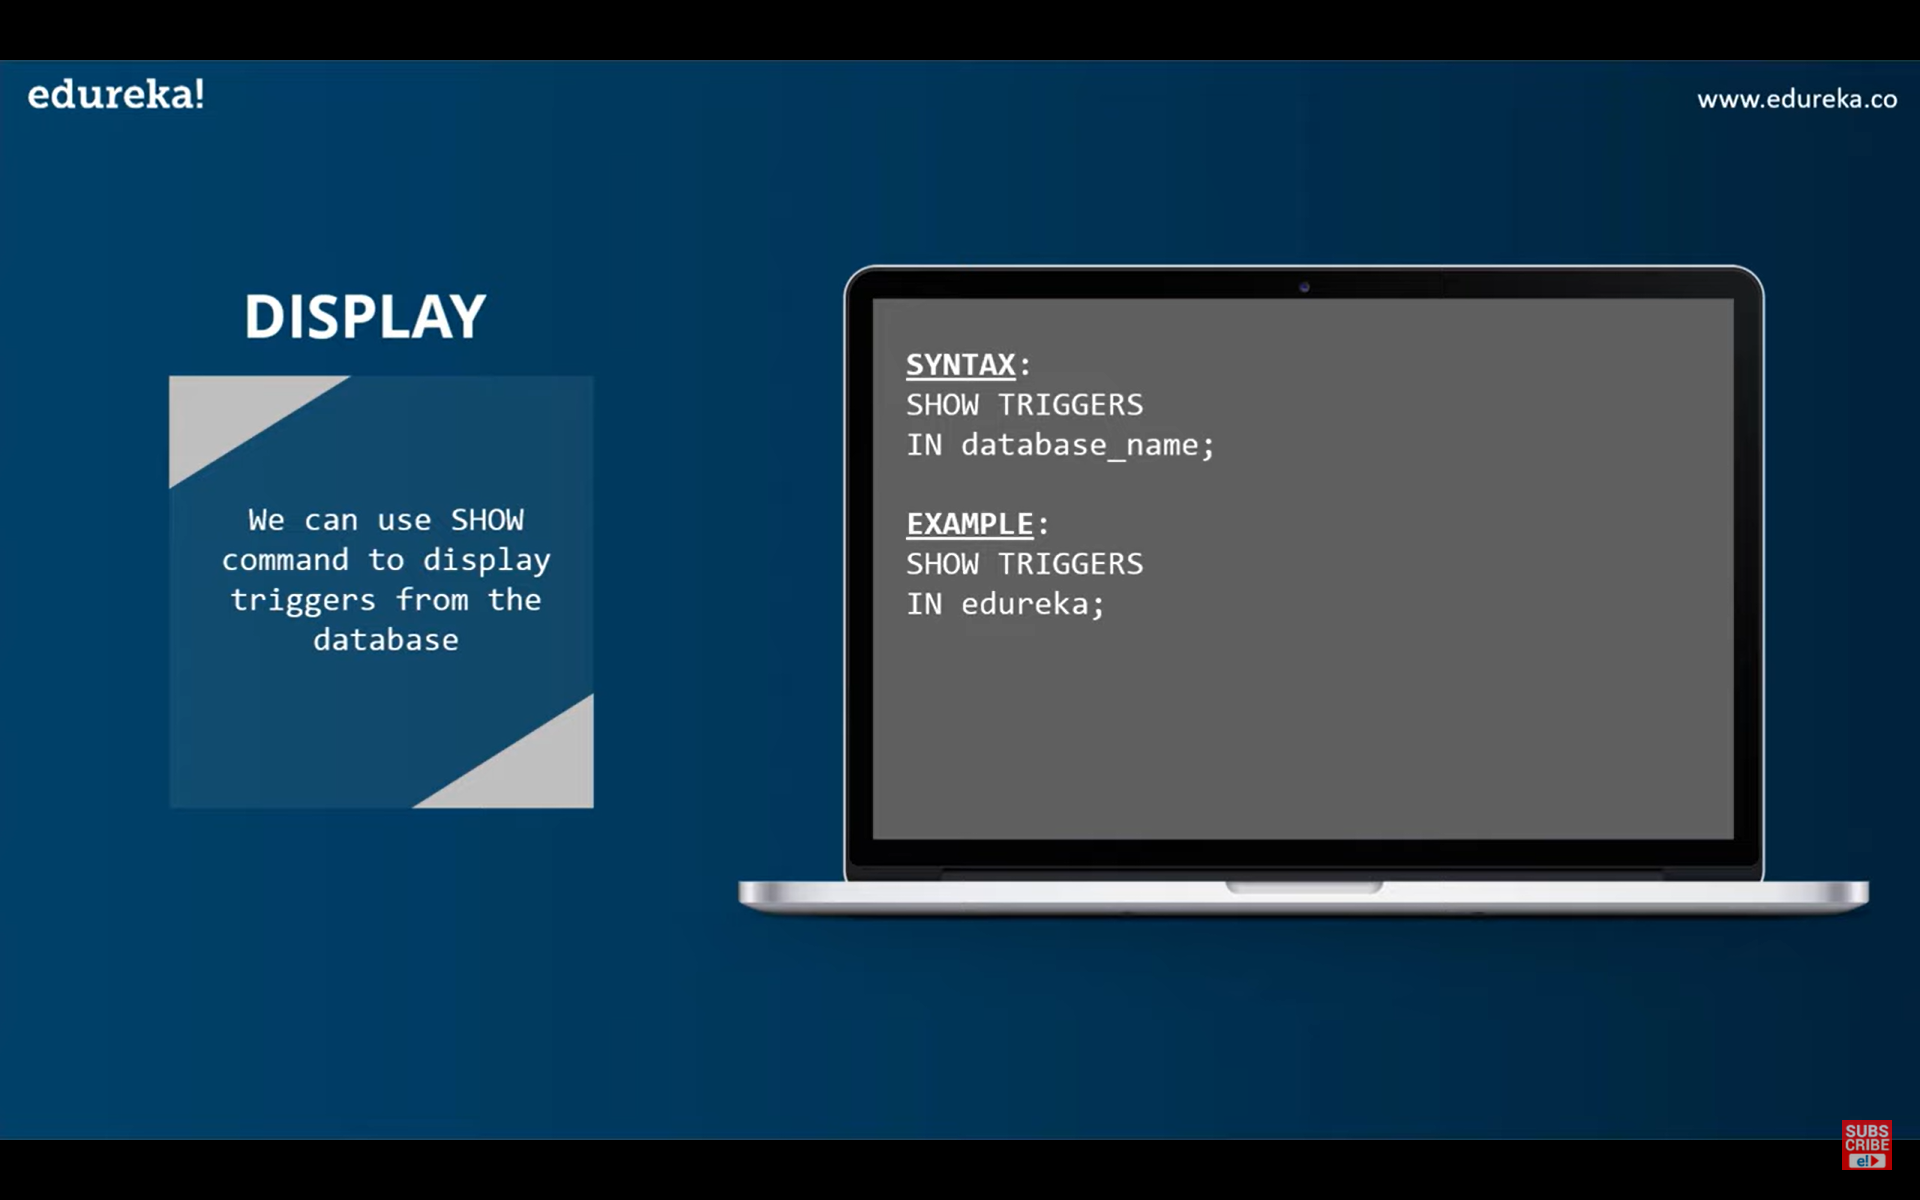 edureka!
www.edureka.co
DISPLAY
We can use SHOW
command to display
triggers from the
database
SYNTAX:
SHOW TRIGGERS
IN database_name;
EXAMPLE:
SHOW TRIGGERS
IN edureka;
SUBS
CRIBE
e!